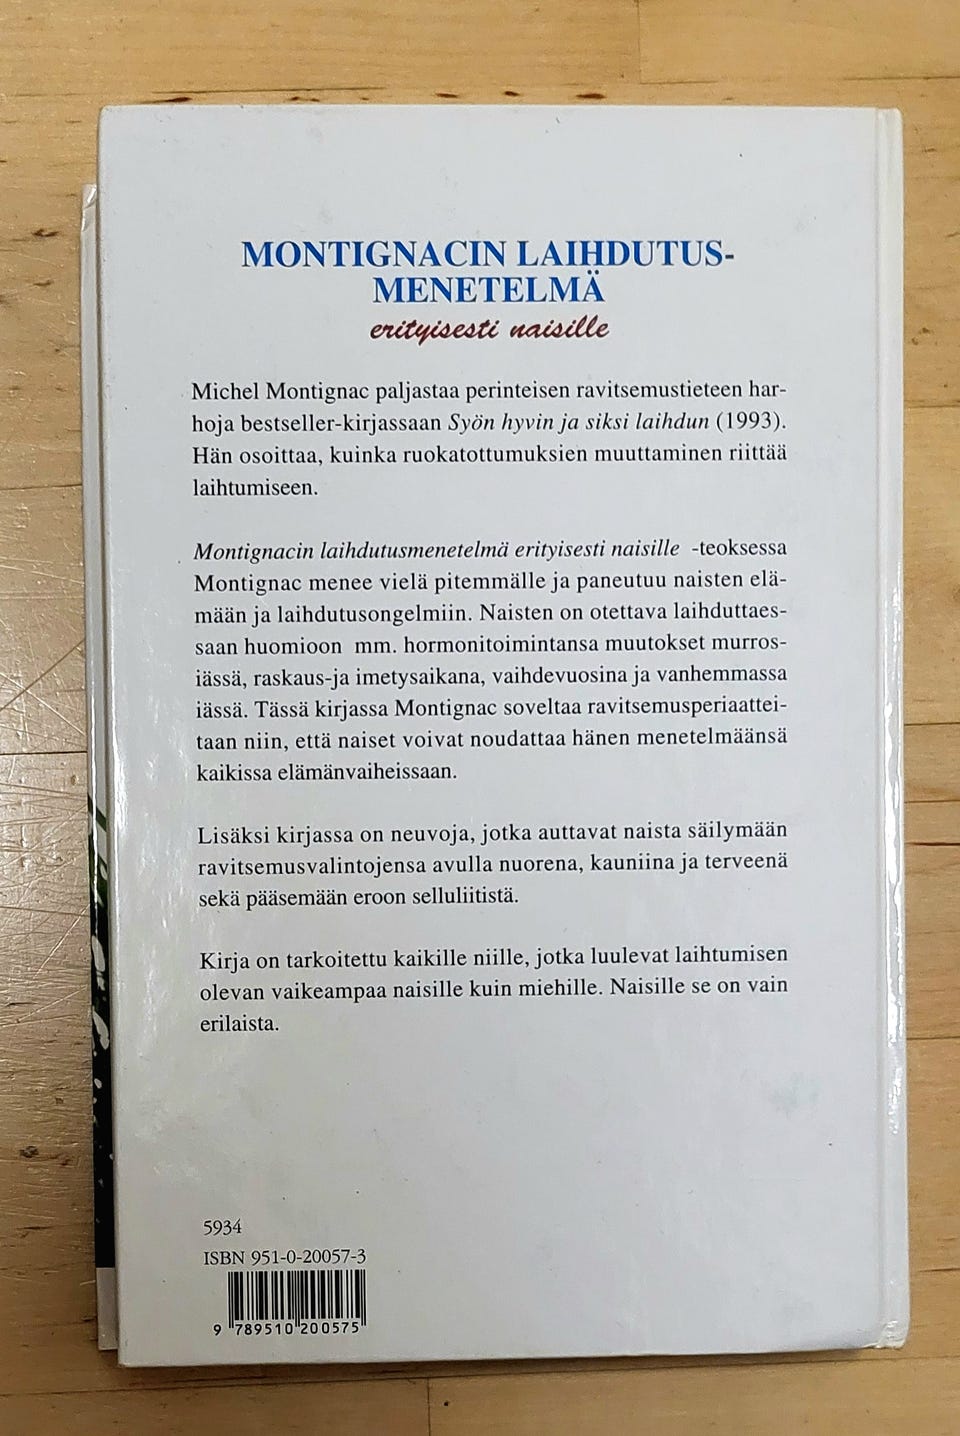 MONTIGNACIN LAIHDUTUS-
MENETELMÄ
erityisesti naisille
Michel Montignac paljastaa perinteisen ravitsemustieteen har-
hoja bestseller-kirjassaan Syön hyvin ja siksi laihdun (1993).
Hän osoittaa, kuinka ruokatottumuksien muuttaminen riittää
laihtumiseen.
Montignacin laihdutusmenetelmä erityisesti naisille -teoksessa
Montignac menee vielä pitemmälle ja paneutuu naisten elä-
mään ja laihdutusongelmiin. Naisten on otettava laihduttaes-
saan huomioon mm. hormonitoimintansa muutokset murros-
iässä, raskaus-ja imetysaikana, vaihdevuosina ja vanhemmassa
iässä. Tässä kirjassa Montignac soveltaa ravitsemusperiaattei-
taan niin, että naiset voivat noudattaa hänen menetelmäänsä
kaikissa elämänvaiheissaan.
Lisäksi kirjassa on neuvoja, jotka auttavat naista säilymään
ravitsemusvalintojensa avulla nuorena, kauniina ja terveenä
sekä pääsemään eroon selluliitistä.
Kirja on tarkoitettu kaikille niille, jotka luulevat laihtumisen
olevan vaikeampaa naisille kuin miehille. Naisille se on vain
erilaista.
5934
ISBN 951-0-20057-3
9 789510 200575